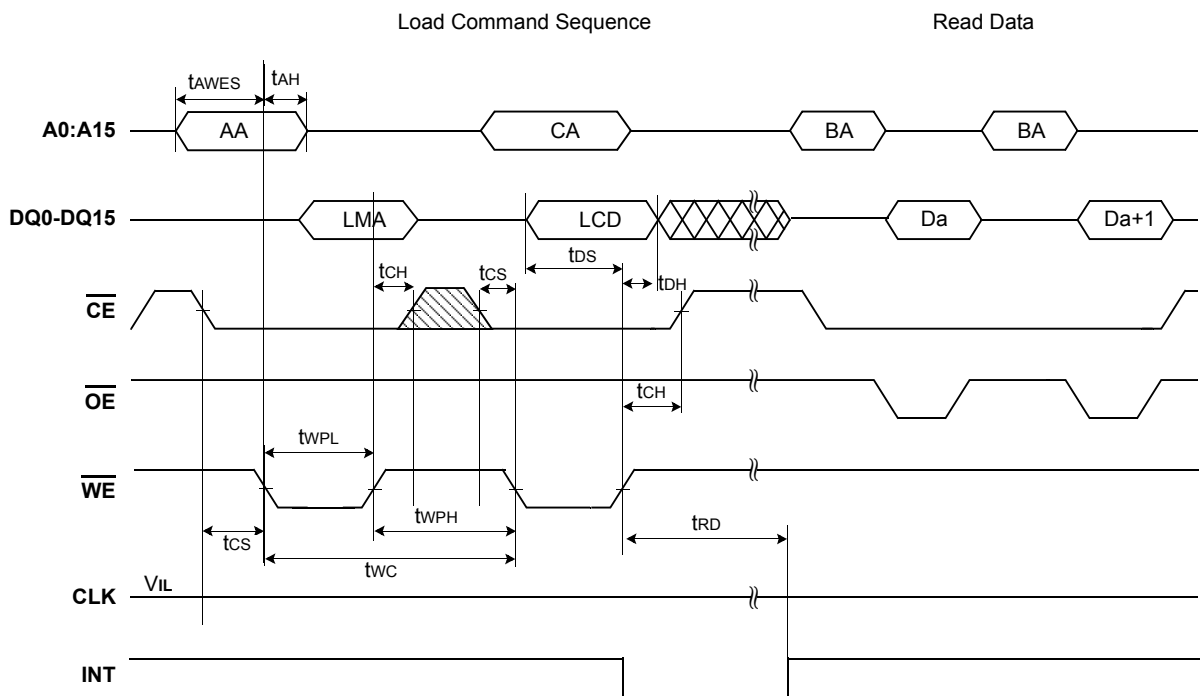 Load Command Sequence Read Data
tAWES tAH
A0:A15 AA CA BA BA
DQ0-DQ15 LMA LCD Da Da+1
tCH tCS tDS tDH
CE
OE tCH
tWPL
WE
tWPH tRD
tCS
tWC
VIL
CLK
INT